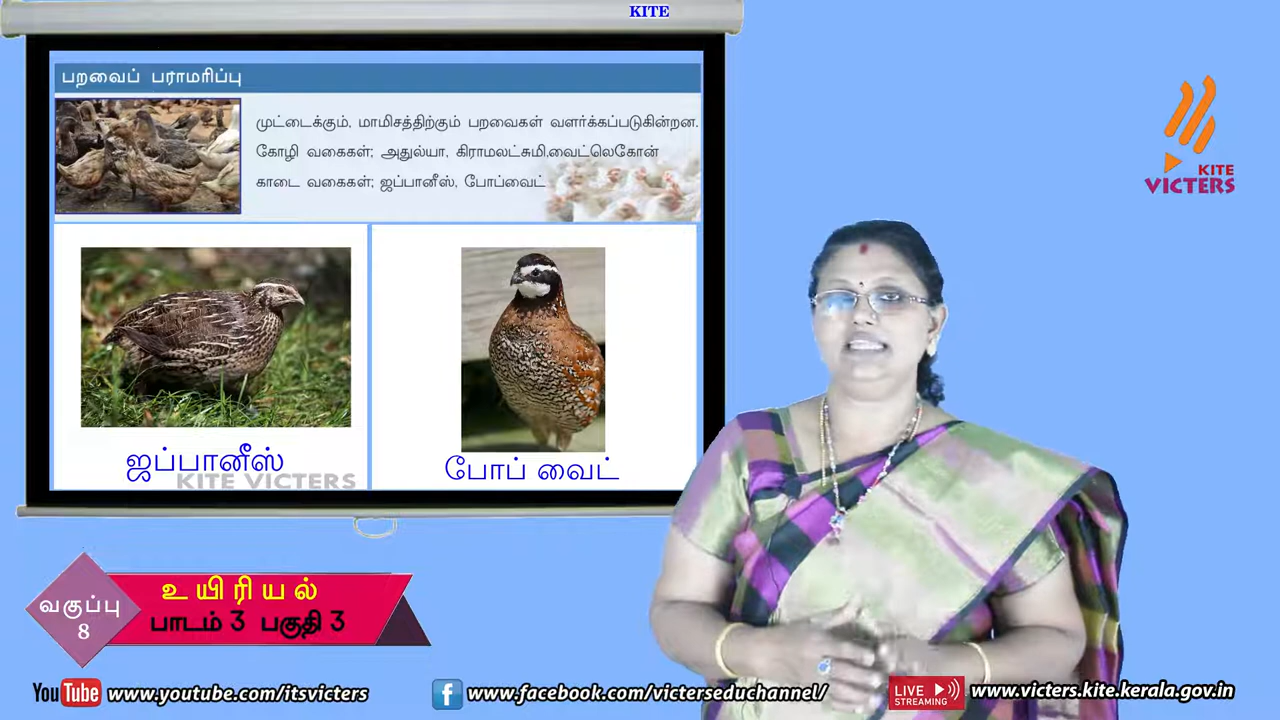 KITE
பறவைப் பராமரிப்பு
முட்டைக்கும், மாமிசத்திற்கும் பறவைகள் வளர்க்கப்படுகின்றன.
கோழி வகைகள்; அதுல்யா, கிராமலட்சுமி,வைட்லெகோன்
காடை வகைகள்; ஜப்பானீஸ், போப்வைட்
ஜப்பானீஸ்
போப் வைட்
KITE VICTERS
KITE
VICTERS
வகுப்பு
8
உயிரியல்
பாடம் 3 பகுதி 3
YouTube www.youtube.com/itsvicters
f www.facebook.com/victerseduchannel/
LIVE STREAMING www.victers.kite.kerala.gov.in